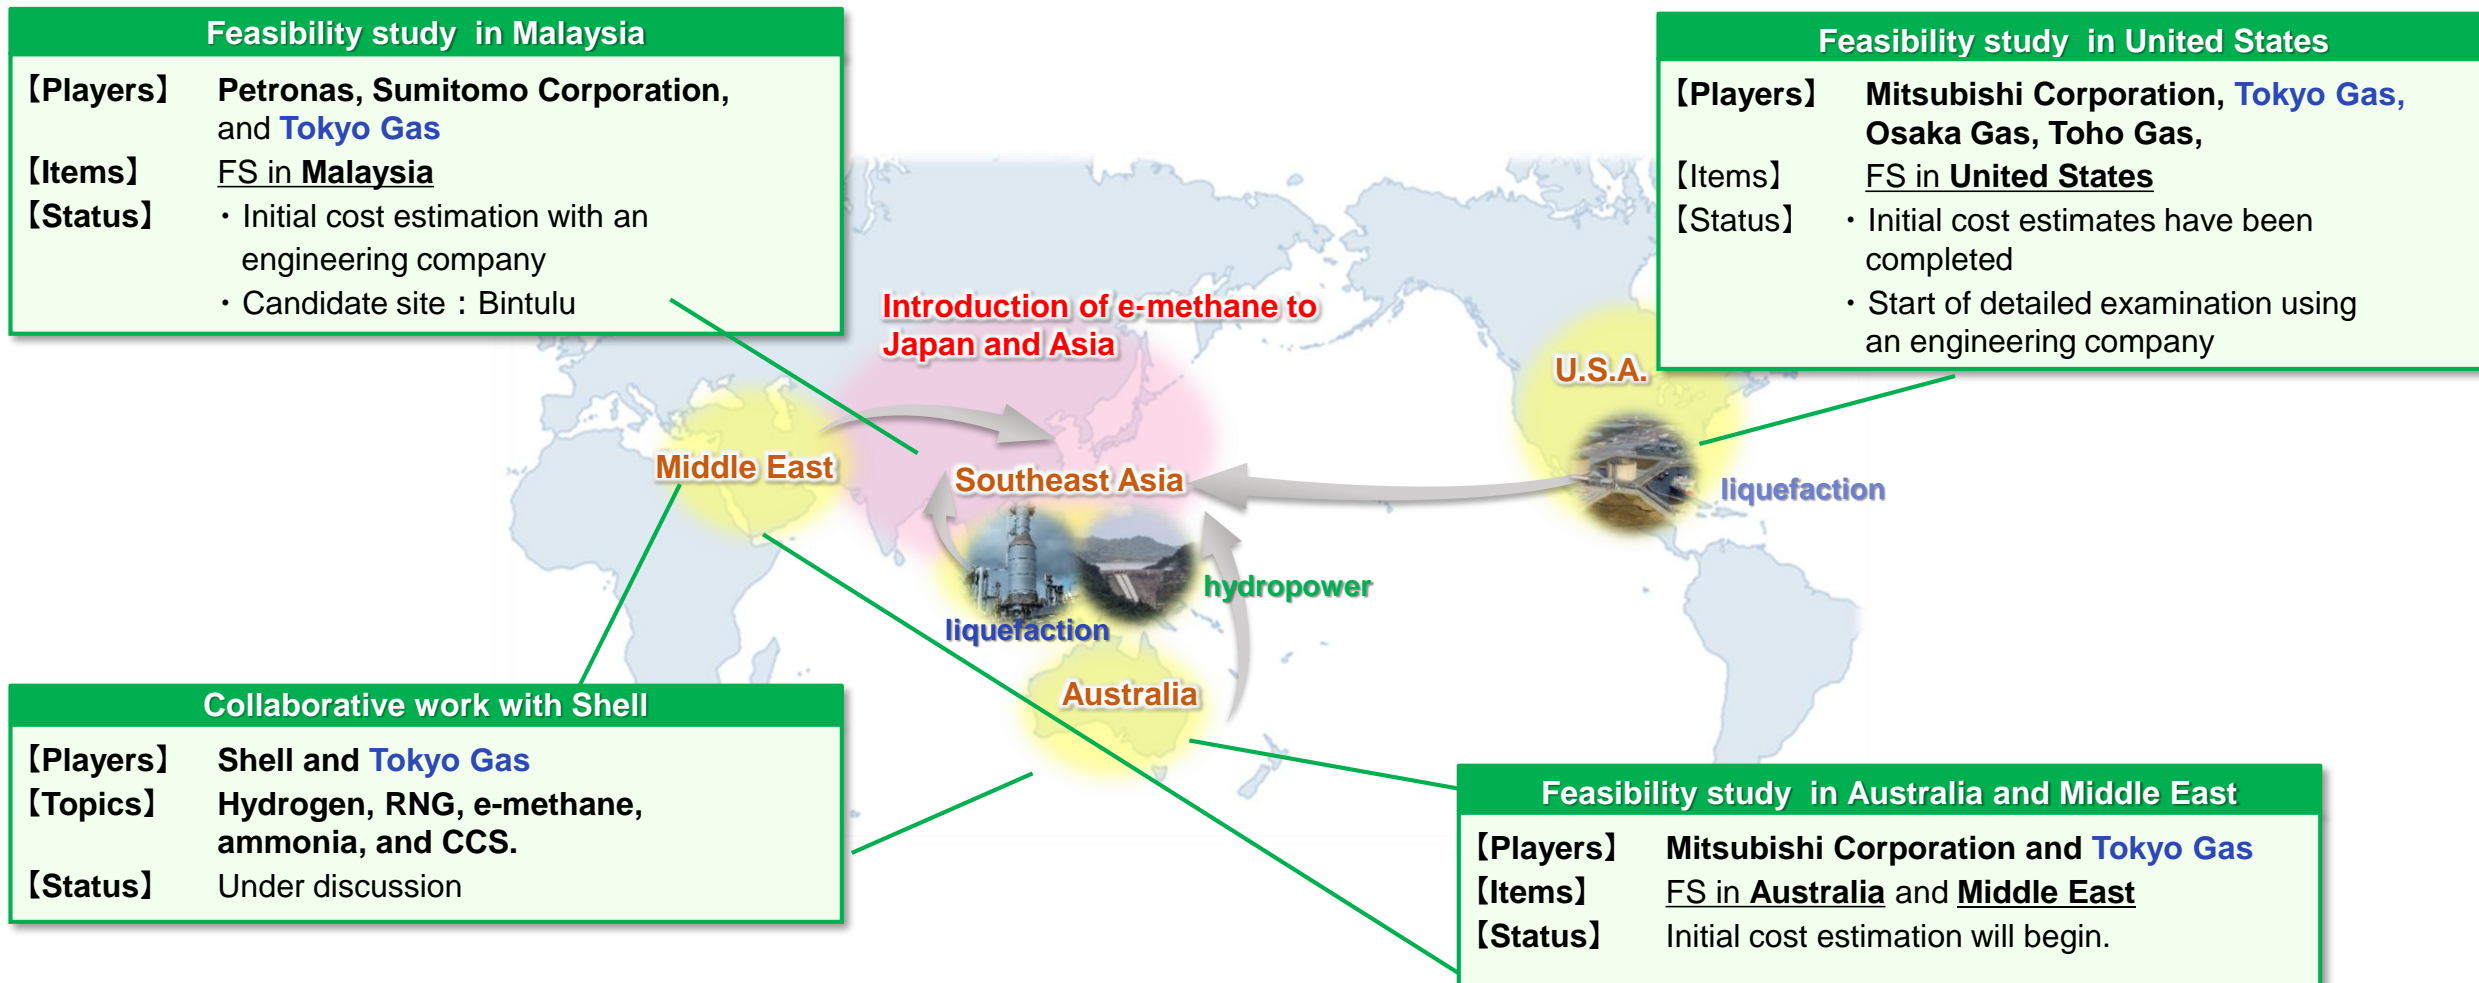 Feasibility study in Malaysia
【Players】 Petronas, Sumitomo Corporation,
and Tokyo Gas
【Items】 FS in Malaysia
【Status】 ・Initial cost estimation with an
engineering company
・Candidate site：Bintulu
Feasibility study in United States
【Players】 Mitsubishi Corporation, Tokyo Gas,
Osaka Gas, Toho Gas,
【Items】 FS in United States
【Status】 ・Initial cost estimates have been
completed
・Start of detailed examination using
an engineering company
Introduction of e-methane to
Japan and Asia
U.S.A.
Middle East
Southeast Asia
liquefaction
hydropower
liquefaction
Australia
Collaborative work with Shell
【Players】 Shell and Tokyo Gas
【Topics】 Hydrogen, RNG, e-methane,
ammonia, and CCS.
【Status】 Under discussion
Feasibility study in Australia and Middle East
【Players】 Mitsubishi Corporation and Tokyo Gas
【Items】 FS in Australia and Middle East
【Status】 Initial cost estimation will begin.